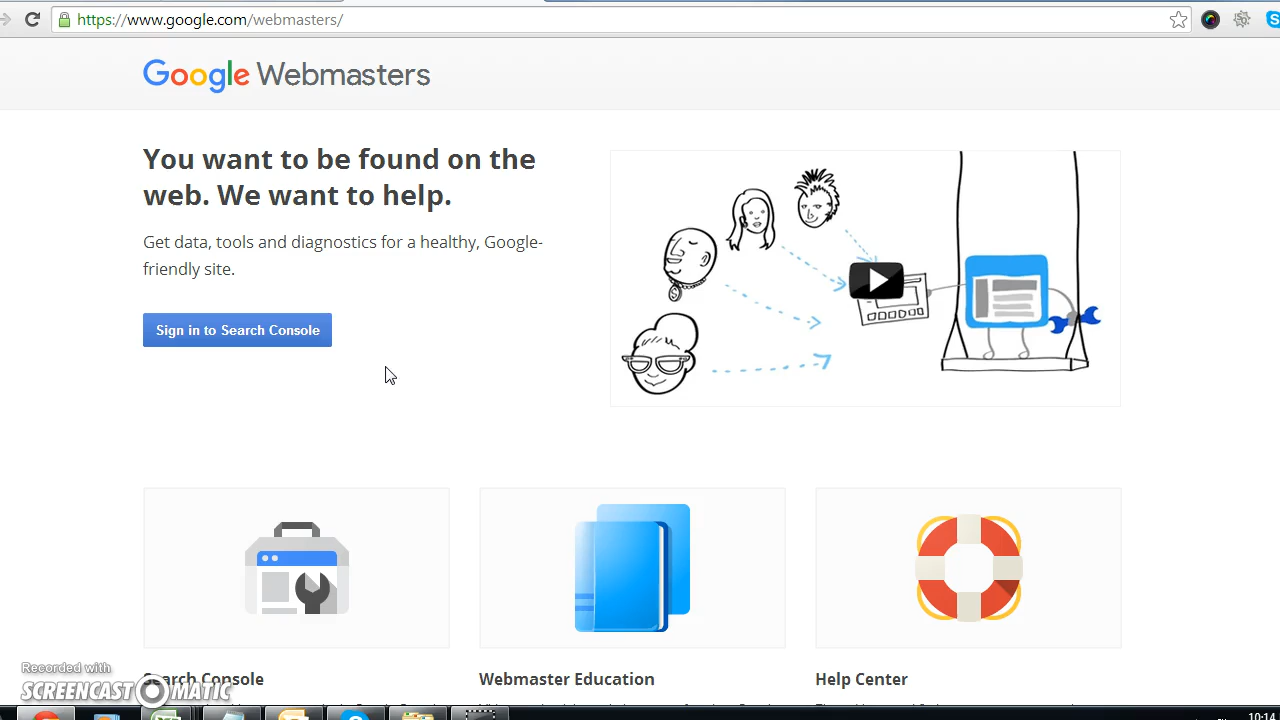 https://www.google.com/webmasters/
Google Webmasters
You want to be found on the
web. We want to help.
Get data, tools and diagnostics for a healthy, Google-
friendly site.
Sign in to Search Console
Search Console
Webmaster Education
Help Center
Recorded with
SCREENCAST MATIC
10:14